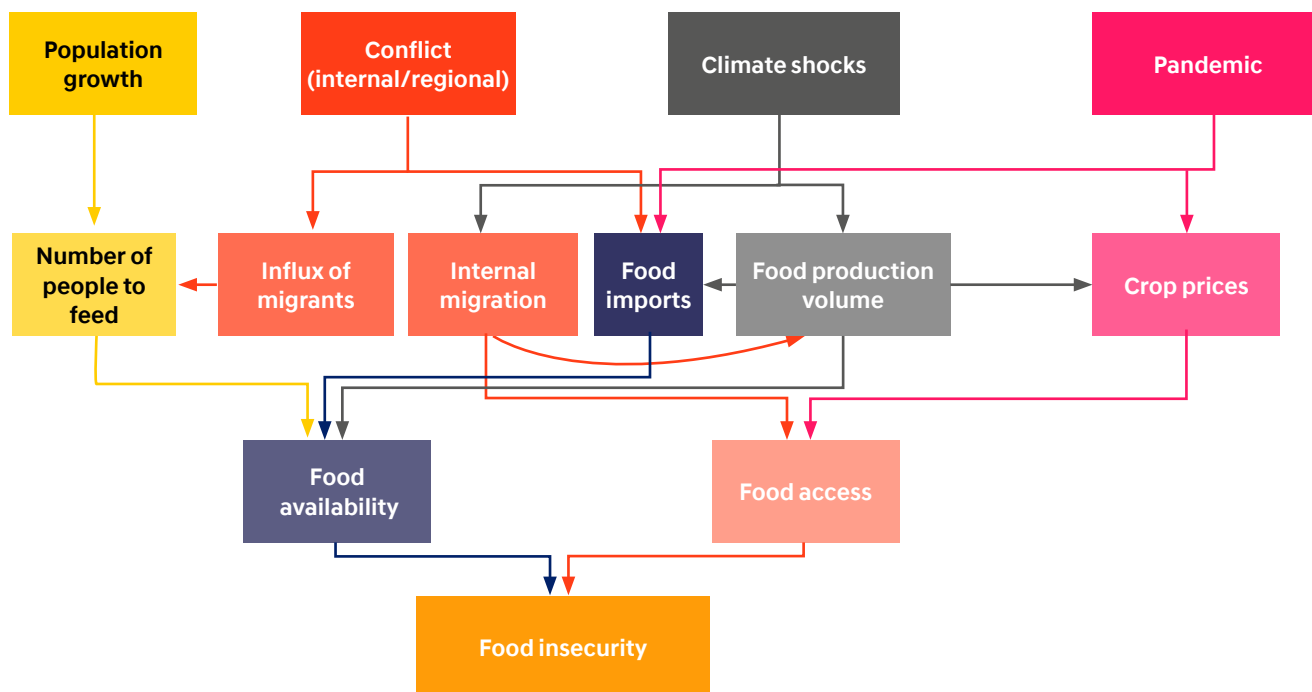 Population
growth
Conflict
(internal/regional)
Climate shocks
Pandemic
Number of
people to
feed
Influx of
migrants
Internal
migration
Food
imports
Food production
volume
Crop prices
Food
availability
Food access
Food insecurity